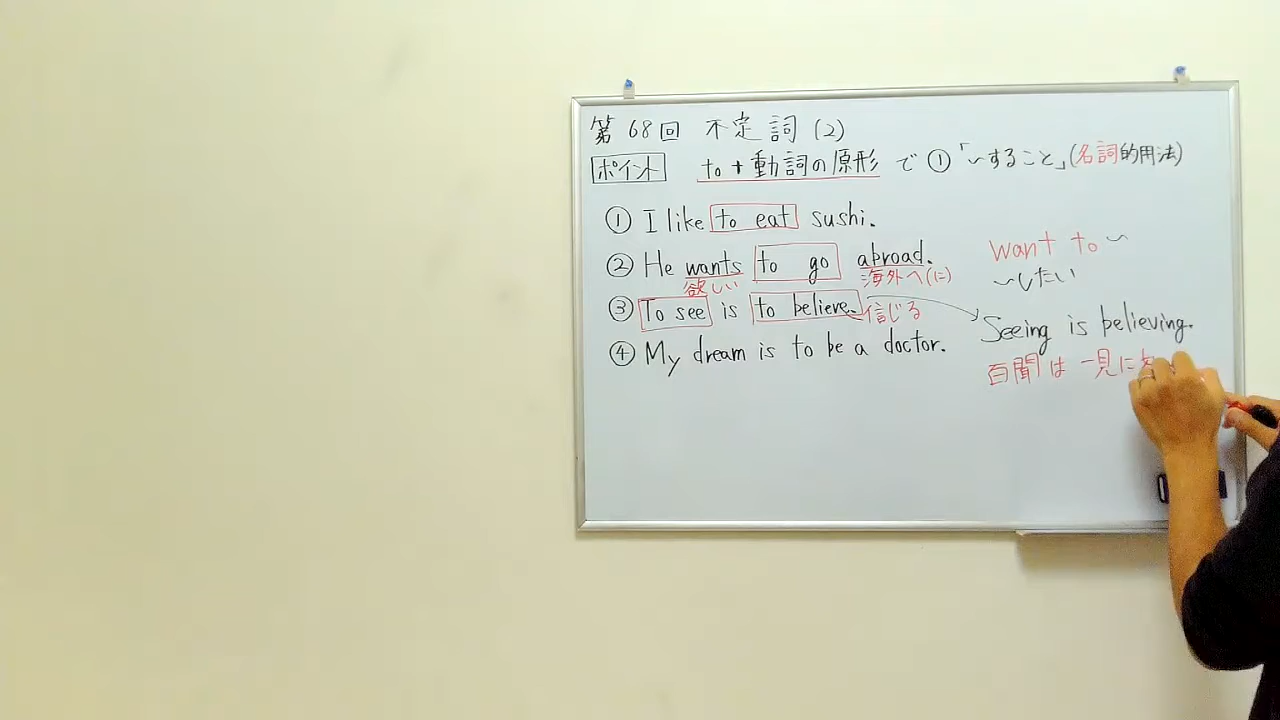 第68回 不定詞(2)
ポイント to+動詞の原形 で ①「〜すること」(名詞的用法)
① I like to eat sushi.
② He wants to go abroad.
欲しい 海外へ(に)
want to 〜
〜したい
③ To see is to believe. 信じる
Seeing is believing.
百聞は一見に
④ My dream is to be a doctor.